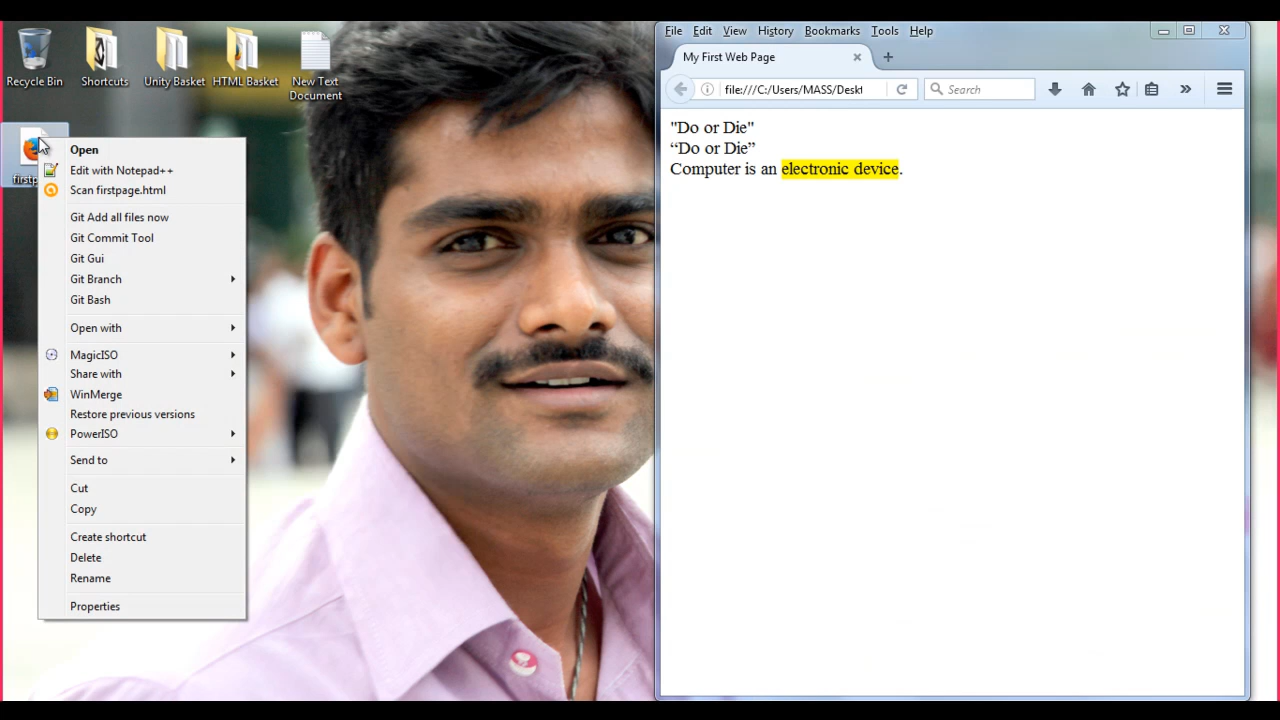 Recycle Bin
Shortcuts
Unity Basket
HTML Basket
New Text
Document
Open
Edit with Notepad++
Scan firstpage.html
Git Add all files now
Git Commit Tool
Git Gui
Git Branch
Git Bash
Open with
MagicISO
Share with
WinMerge
Restore previous versions
PowerISO
Send to
Cut
Copy
Create shortcut
Delete
Rename
Properties
File Edit View History Bookmarks Tools Help
My First Web Page
file:///C:/Users/MASS/Deskt
Search
"Do or Die"
“Do or Die”
Computer is an electronic device.